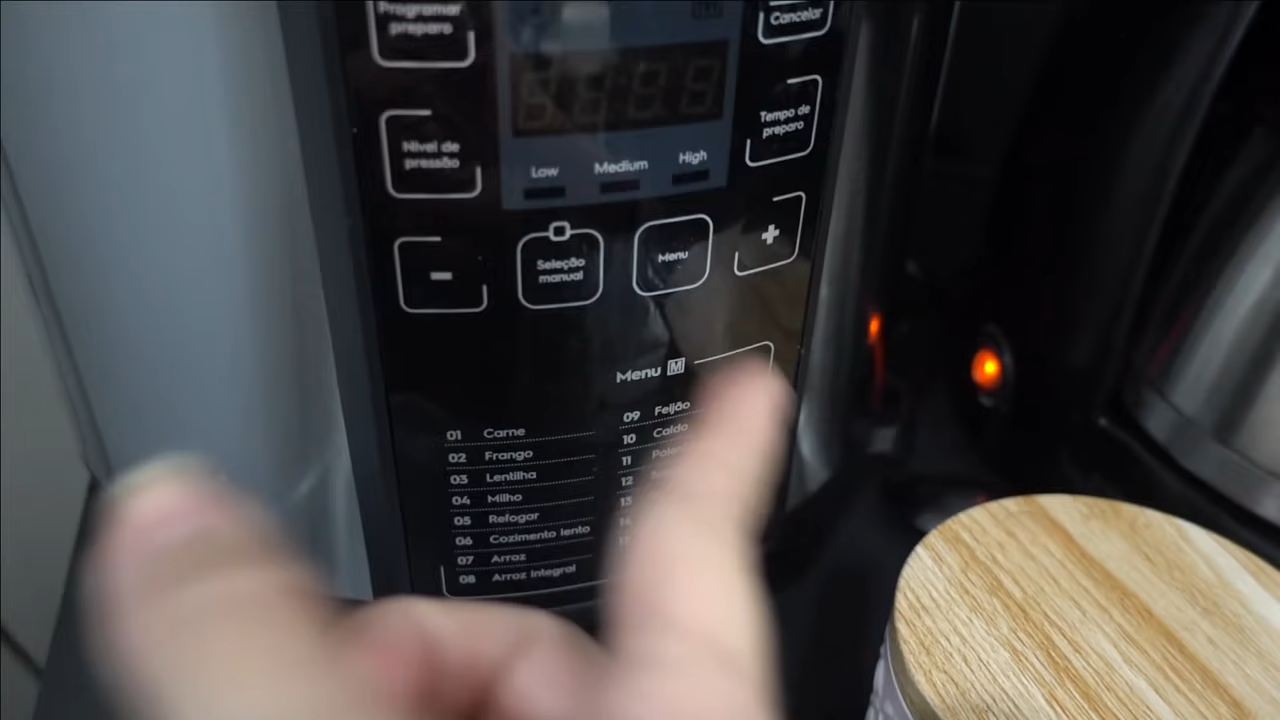 Programar
preparo
Cancelar
Nível de
pressão
Tempo de
preparo
Low Medium High
-
Seleção
manual
Menu
+
Menu M
01 Carne
02 Frango
03 Lentilha
04 Milho
05 Refogar
06 Cozimento lento
07 Arroz
08 Arroz integral
09 Feijão
10 Caldo
11
12
13